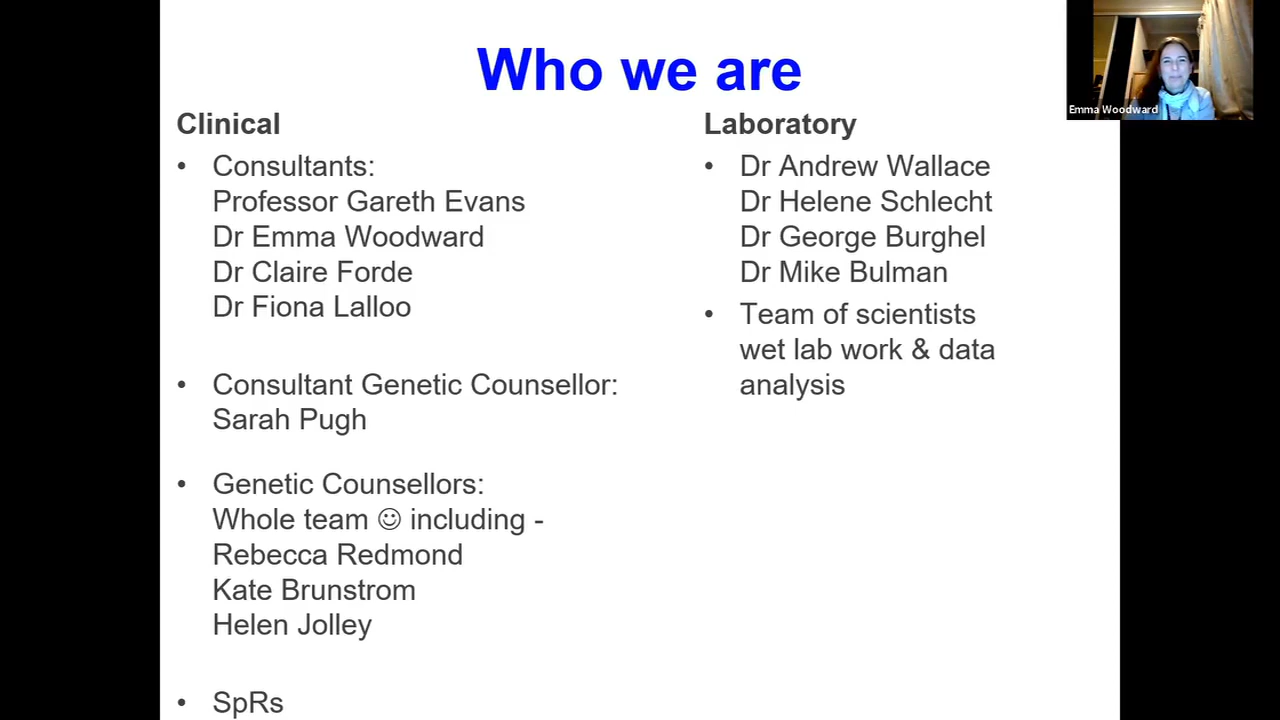 Who we are
Clinical
• Consultants:
Professor Gareth Evans
Dr Emma Woodward
Dr Claire Forde
Dr Fiona Lalloo
• Consultant Genetic Counsellor:
Sarah Pugh
• Genetic Counsellors:
Whole team ☺ including -
Rebecca Redmond
Kate Brunstrom
Helen Jolley
• SpRs
Laboratory
• Dr Andrew Wallace
Dr Helene Schlecht
Dr George Burghel
Dr Mike Bulman
• Team of scientists
wet lab work & data
analysis
Emma Woodward